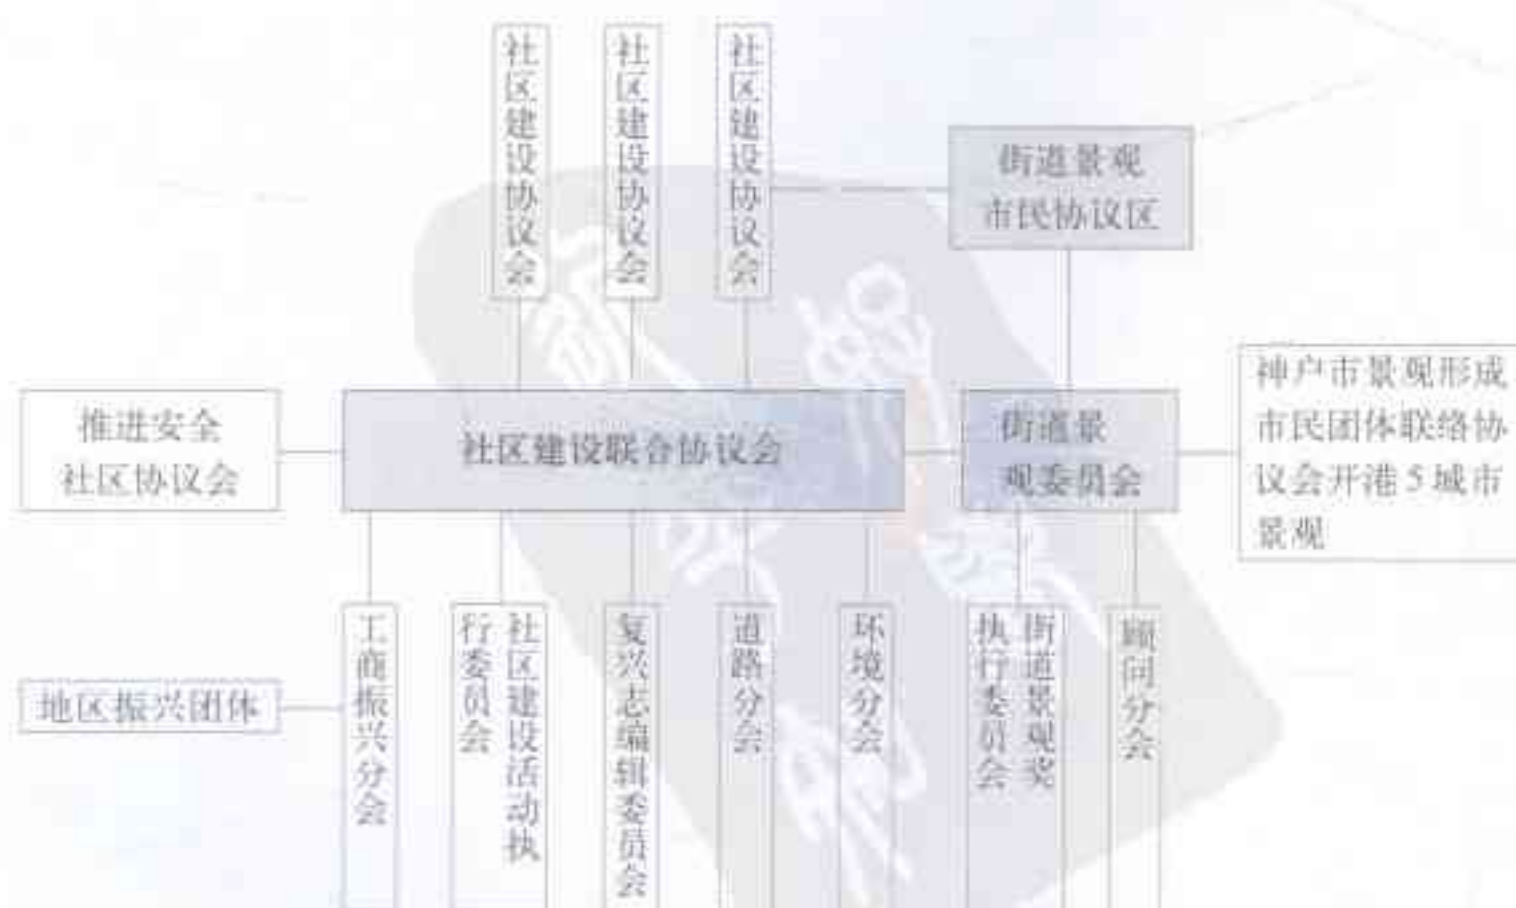 社区建设协议会
社区建设协议会
社区建设协议会
街道景观
市民协议区
推进安全
社区协议会
社区建设联合协议会
街道景
观委员会
神户市景观形成
市民团体联络协
议会开港5城市
景观
地区振兴团体
工商振兴分会
社区建设活动执
行委员会
复兴志编辑委员会
道路分会
环境分会
街道景观奖
执行委员会
顾问分会